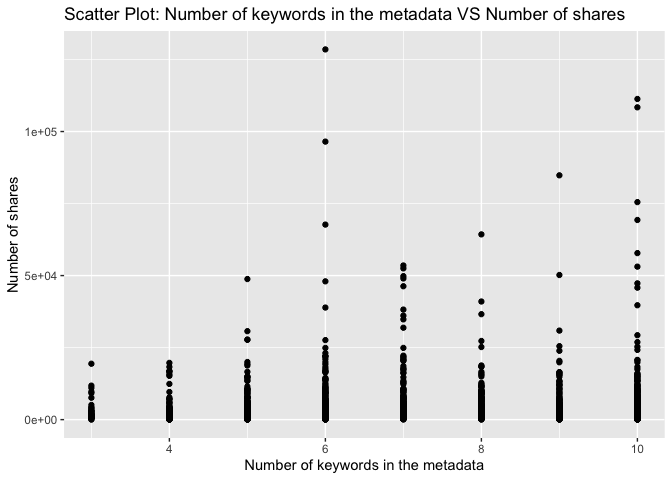 Scatter Plot: Number of keywords in the metadata VS Number of shares
Number of shares
1e+05
5e+04
0e+00
4 6 8 10
Number of keywords in the metadata